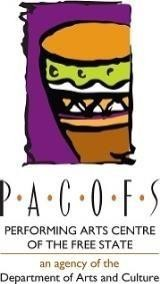 P·A·C·O·F·S
PERFORMING ARTS CENTRE
OF THE FREE STATE
an agency of the
Department of Arts and Culture